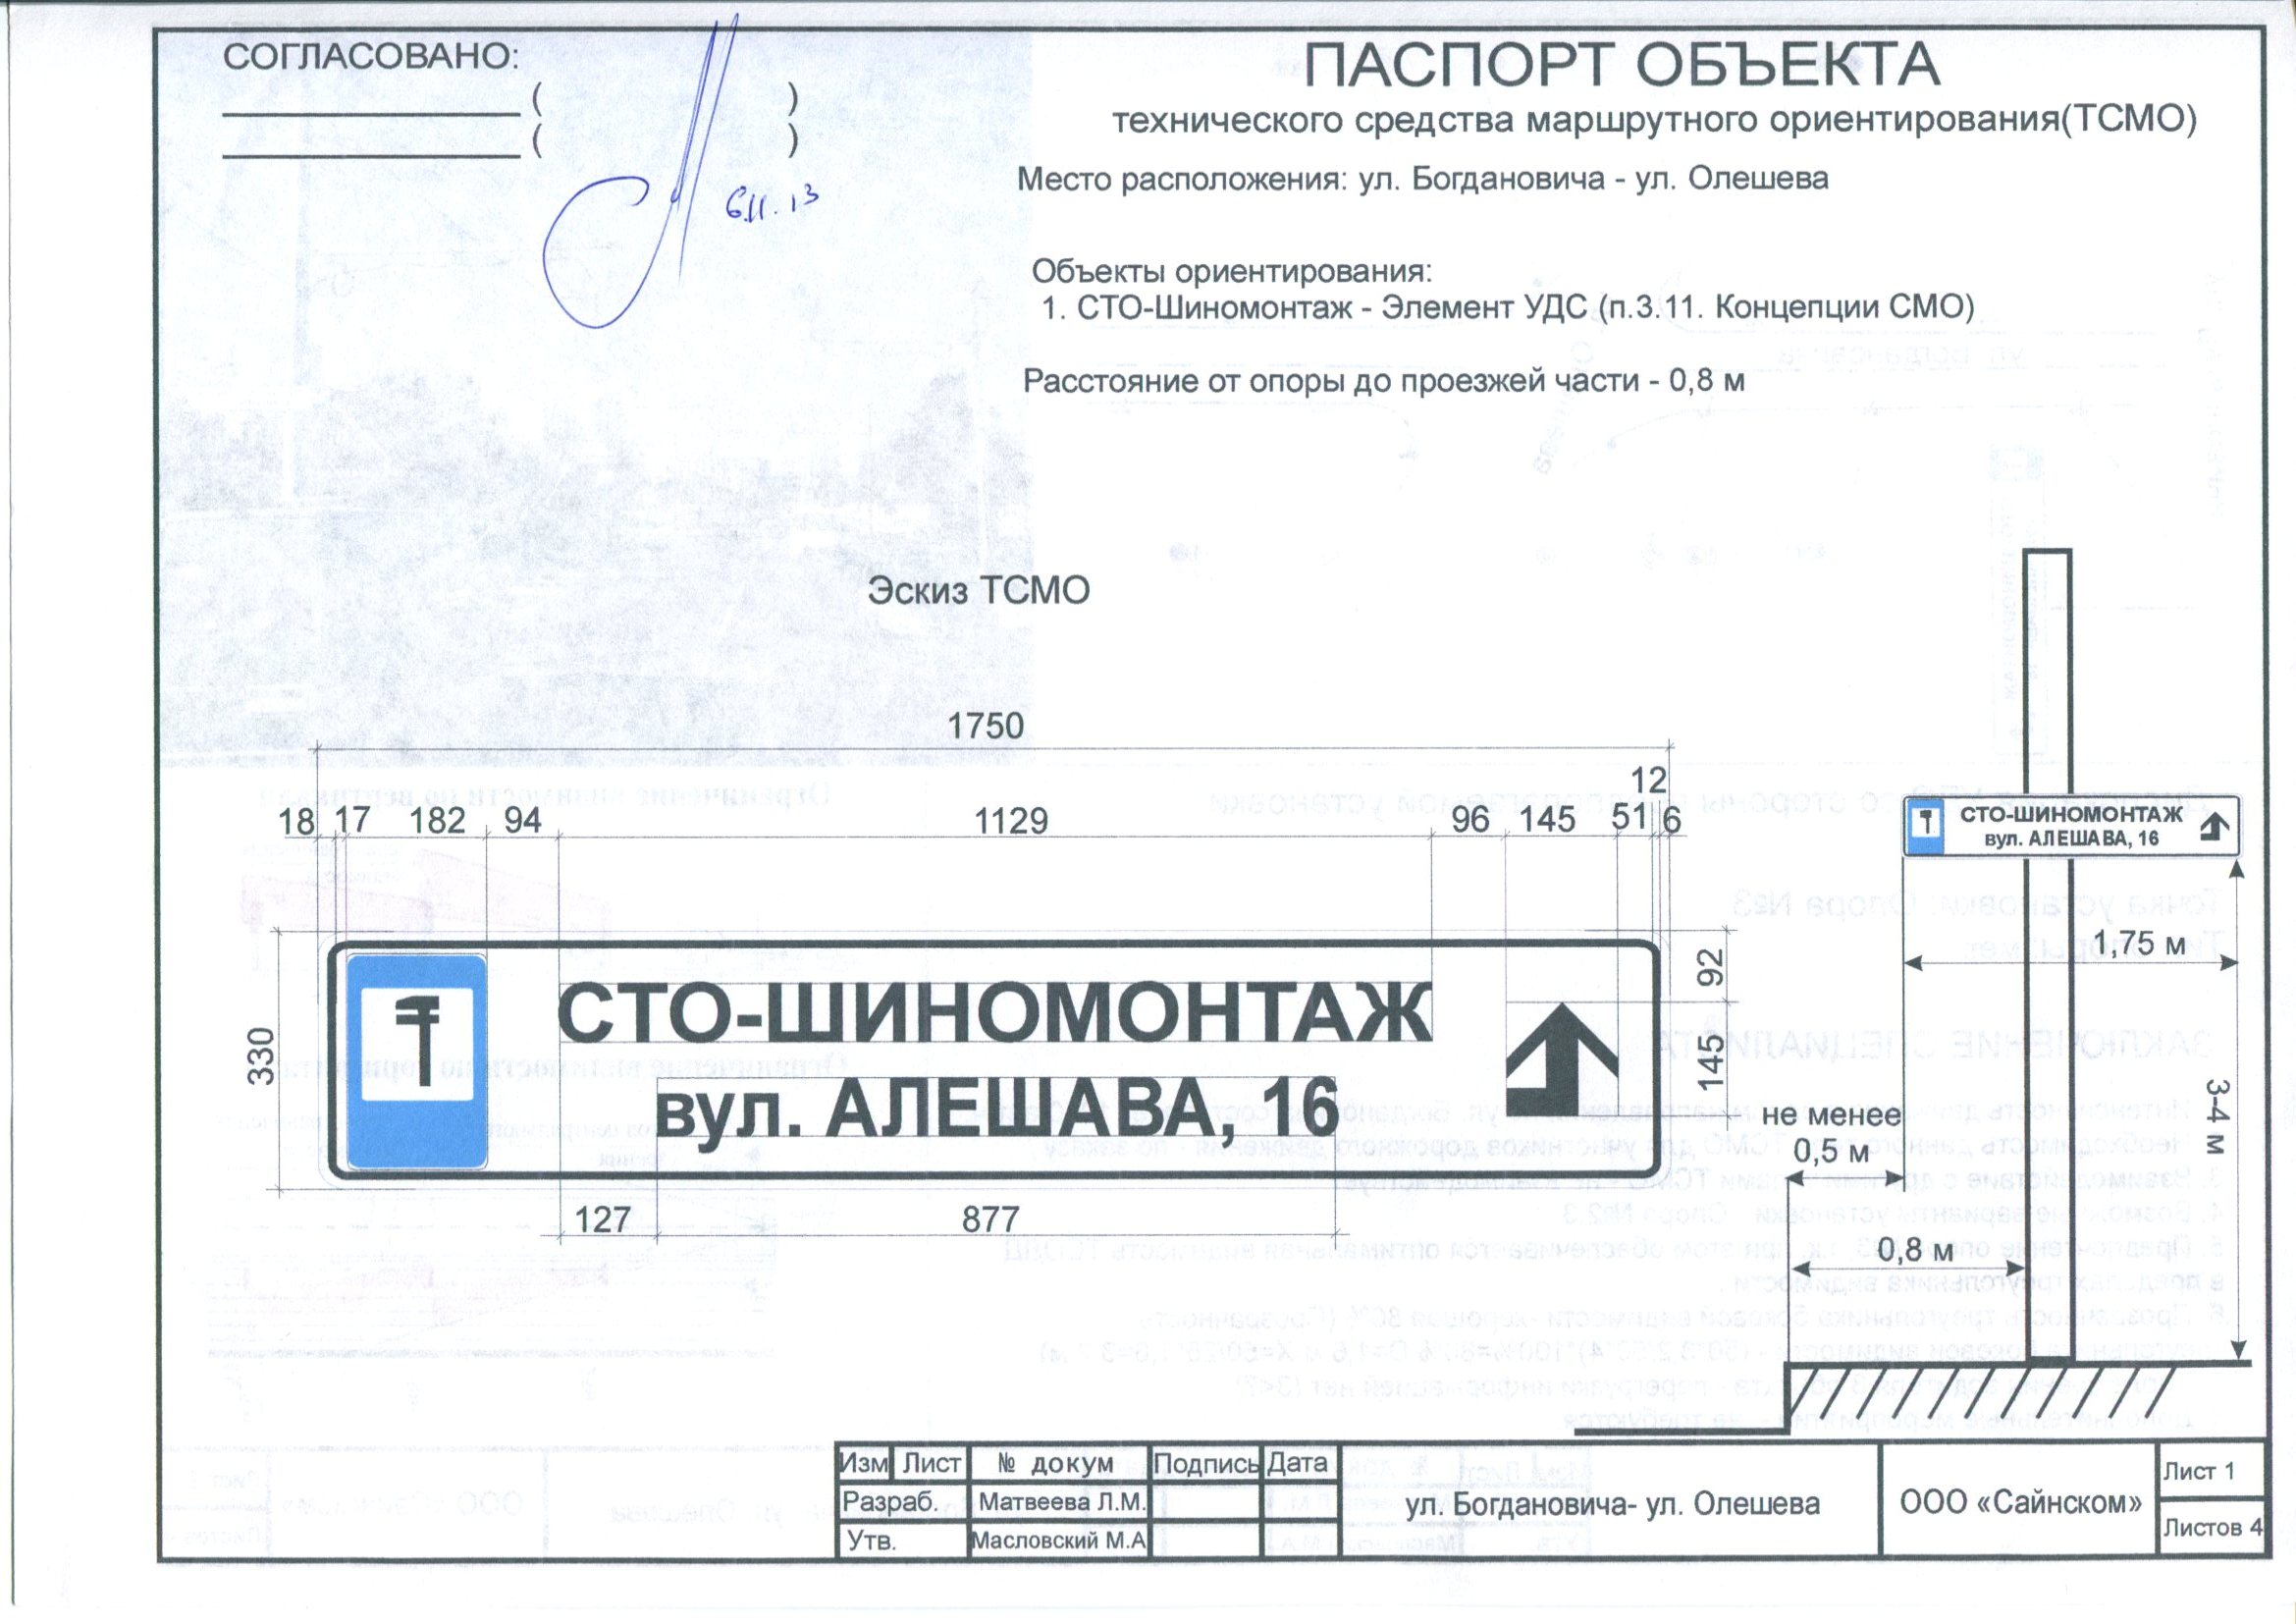 СОГЛАСОВАНО:
( )
( )
6.11.13
ПАСПОРТ ОБЪЕКТА
технического средства маршрутного ориентирования(ТСМО)
Место расположения: ул. Богдановича - ул. Олешева
Объекты ориентирования:
1. СТО-Шиномонтаж - Элемент УДС (п.3.11. Концепции СМО)
Расстояние от опоры до проезжей части - 0,8 м
Эскиз ТСМО
1750
12
18 17 182 94 1129 96 145 51 6
330
СТО-ШИНОМОНТАЖ
вул. АЛЕШАВА, 16
92
145
127 877
СТО-ШИНОМОНТАЖ
вул. АЛЕШАВА, 16
1,75 м
3-4 м
не менее
0,5 м
0,8 м
Изм Лист № докум Подпись Дата
Разраб. Матвеева Л.М.
Утв. Масловский М.А
ул. Богдановича- ул. Олешева
ООО «Сайнском»
Лист 1
Листов 4